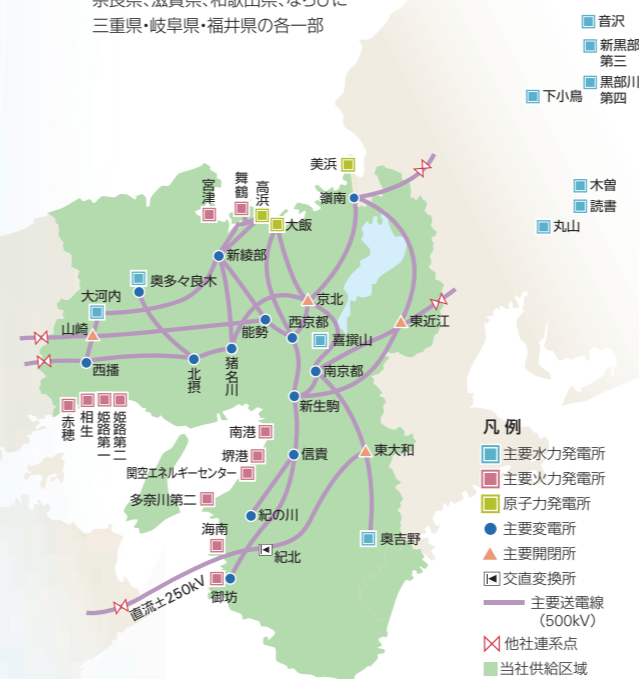 奈良県、滋賀県、和歌山県、ならびに
三重県・岐阜県・福井県の各一部
音沢
新黒部
第三
黒部川
第四
下小鳥
木曽
読書
丸山
美浜
嶺南
宮津
舞鶴
高浜
大飯
新綾部
奥多々良木
大河内
山崎
西播
北摂
猪名川
能勢
京北
西京都
喜撰山
東近江
南京都
新生駒
赤穂
相生
姫路第一
姫路第二
南港
堺港
関空エネルギーセンター
多奈川第二
信貴
東大和
紀の川
海南
紀北
御坊
奥吉野
直流±250kV
凡例
主要水力発電所
主要火力発電所
原子力発電所
主要変電所
主要開閉所
交直変換所
主要送電線
（500kV）
他社連系点
当社供給区域